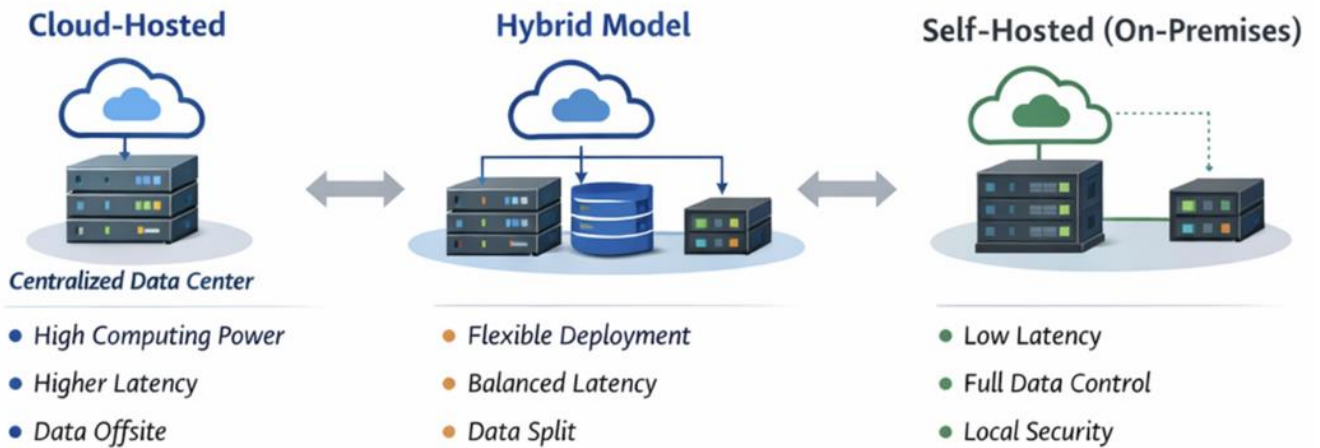 Cloud-Hosted
Centralized Data Center
High Computing Power
Higher Latency
Data Offsite
Hybrid Model
Flexible Deployment
Balanced Latency
Data Split
Self-Hosted (On-Premises)
Low Latency
Full Data Control
Local Security